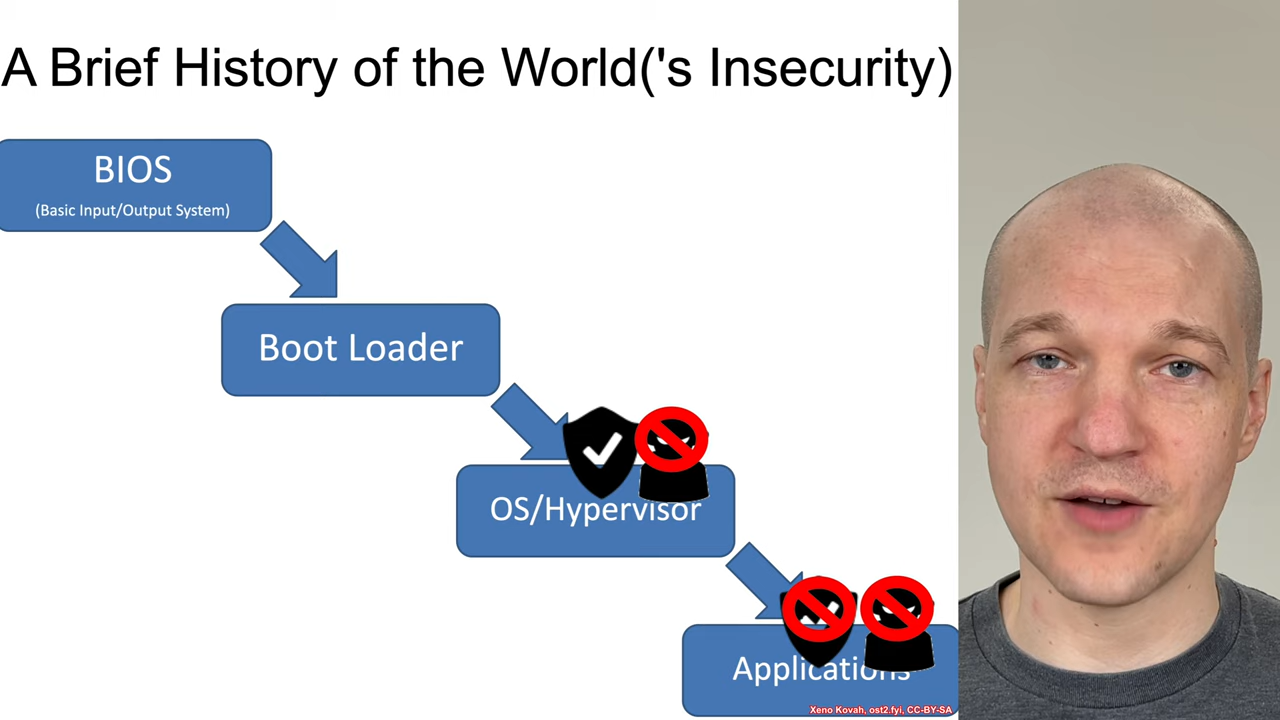 A Brief History of the World('s Insecurity)
BIOS
(Basic Input/Output System)
Boot Loader
OS/Hypervisor
Applications
Xeno Kovah, ost2.fyi, CC-BY-SA